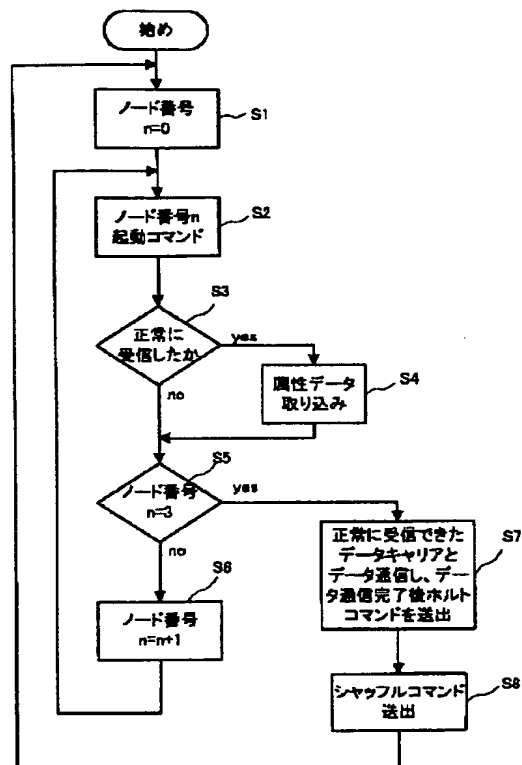 始め
ノード番号
n=0
S1
ノード番号n
起動コマンド
S2
正常に
受信したか
S3
yes
no
属性データ
取り込み
S4
ノード番号
n=3
S5
yes
no
ノード番号
n=n+1
S6
正常に受信できた
データキャリアと
データ通信し、デー
タ通信完了後ホルト
コマンドを送出
S7
シャッフルコマンド
送出
S8